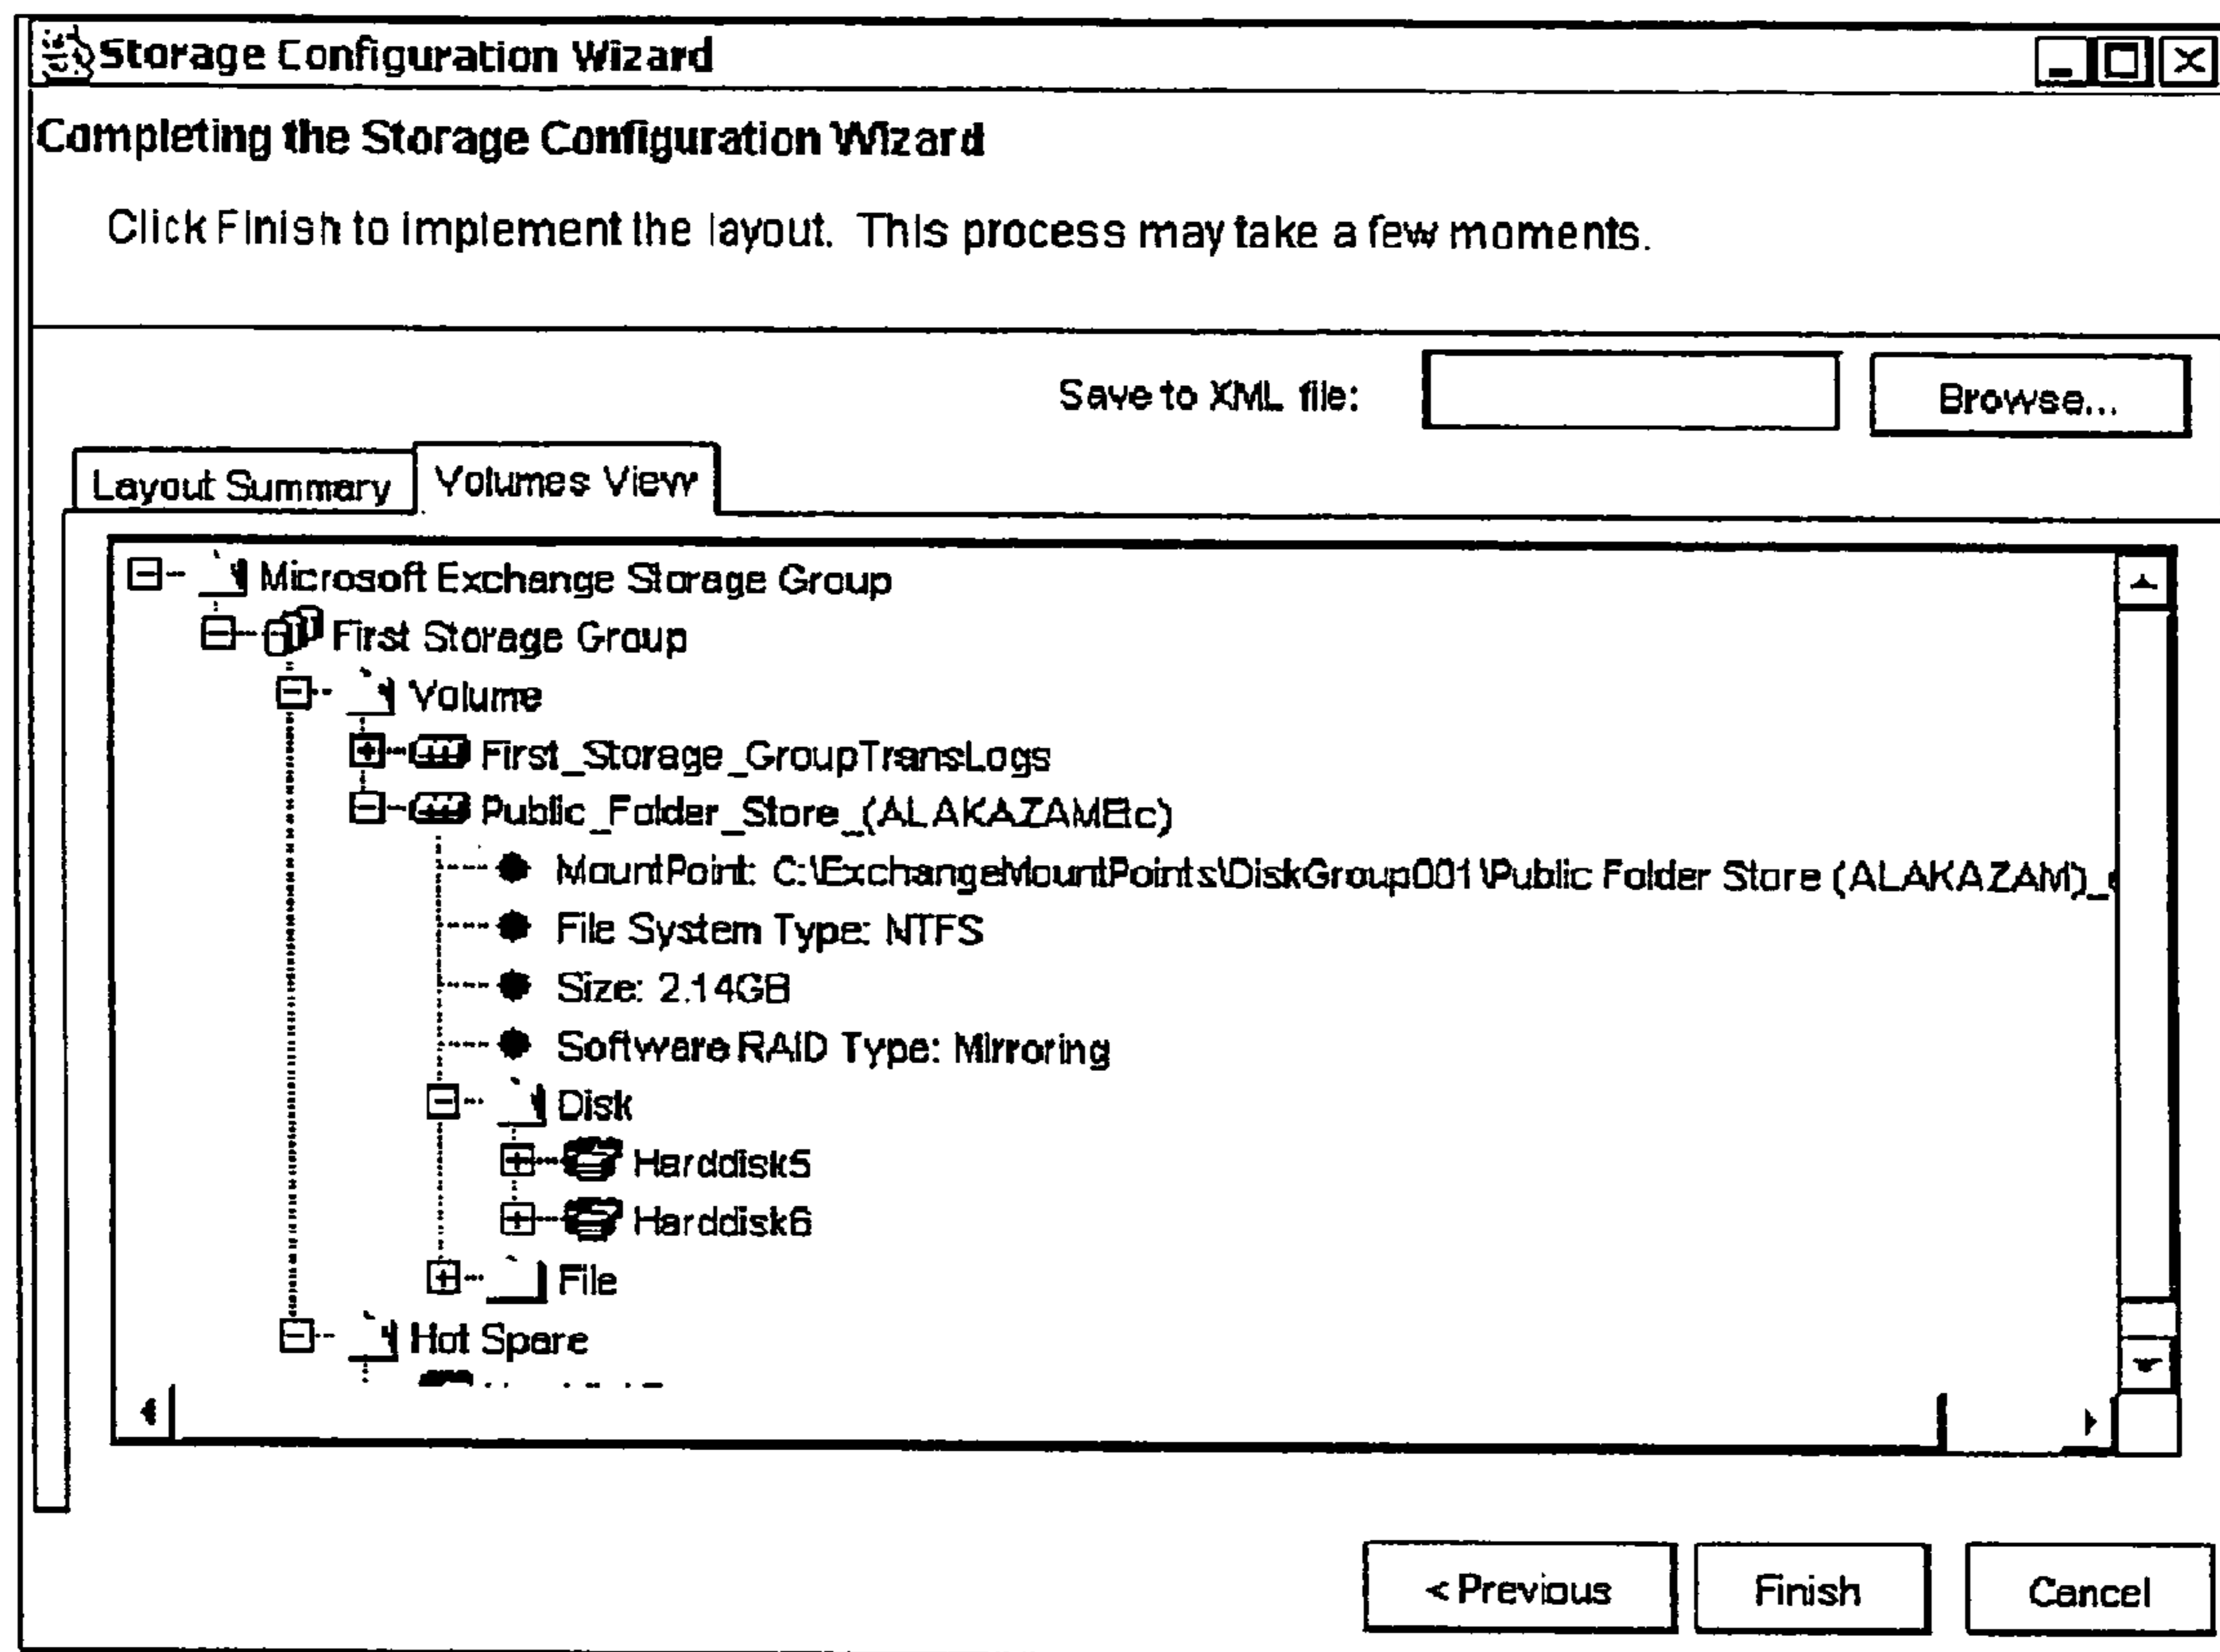 Storage Configuration Wizard
Completing the Storage Configuration Wizard
Click Finish to implement the layout. This process may take a few moments.
Save to XML file:
Browse...
Layout Summary
Volumes View
Microsoft Exchange Storage Group
First Storage Group
Volume
First_Storage_GroupTransLogs
Public_Folder_Store_
MountPoint: C:\ExchangeMountPoints\DiskGroup001\Public Folder Store (ALAKAZAM)_
File System Type: NTFS
Size: 2.14GB
Software RAID Type: Mirroring
Disk
Harddisk5
Harddisk6
File
Hot Spare
< Previous
Finish
Cancel